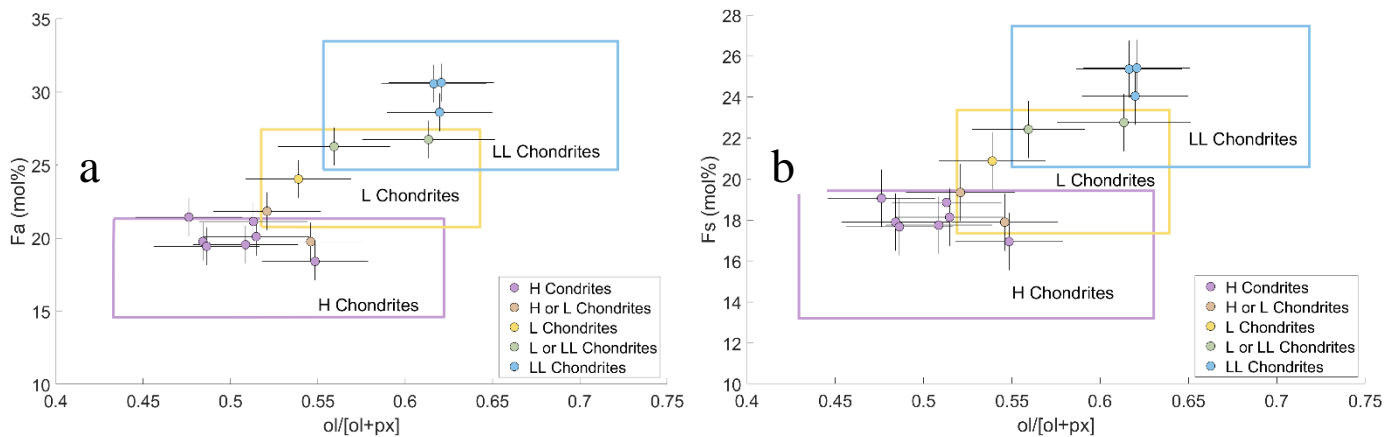 a
35
30
25
20
15
10
Fa (mol%)
0.4
0.45
0.5
0.55
0.6
0.65
0.7
0.75
ol/[ol+px]
LL Chondrites
L Chondrites
H Chondrites
H Condrites
H or L Chondrites
L Chondrites
L or LL Chondrites
LL Chondrites
b
28
26
24
22
20
18
16
14
12
10
Fs (mol%)
0.4
0.45
0.5
0.55
0.6
0.65
0.7
0.75
ol/[ol+px]
LL Chondrites
L Chondrites
H Chondrites
H Condrites
H or L Chondrites
L Chondrites
L or LL Chondrites
LL Chondrites